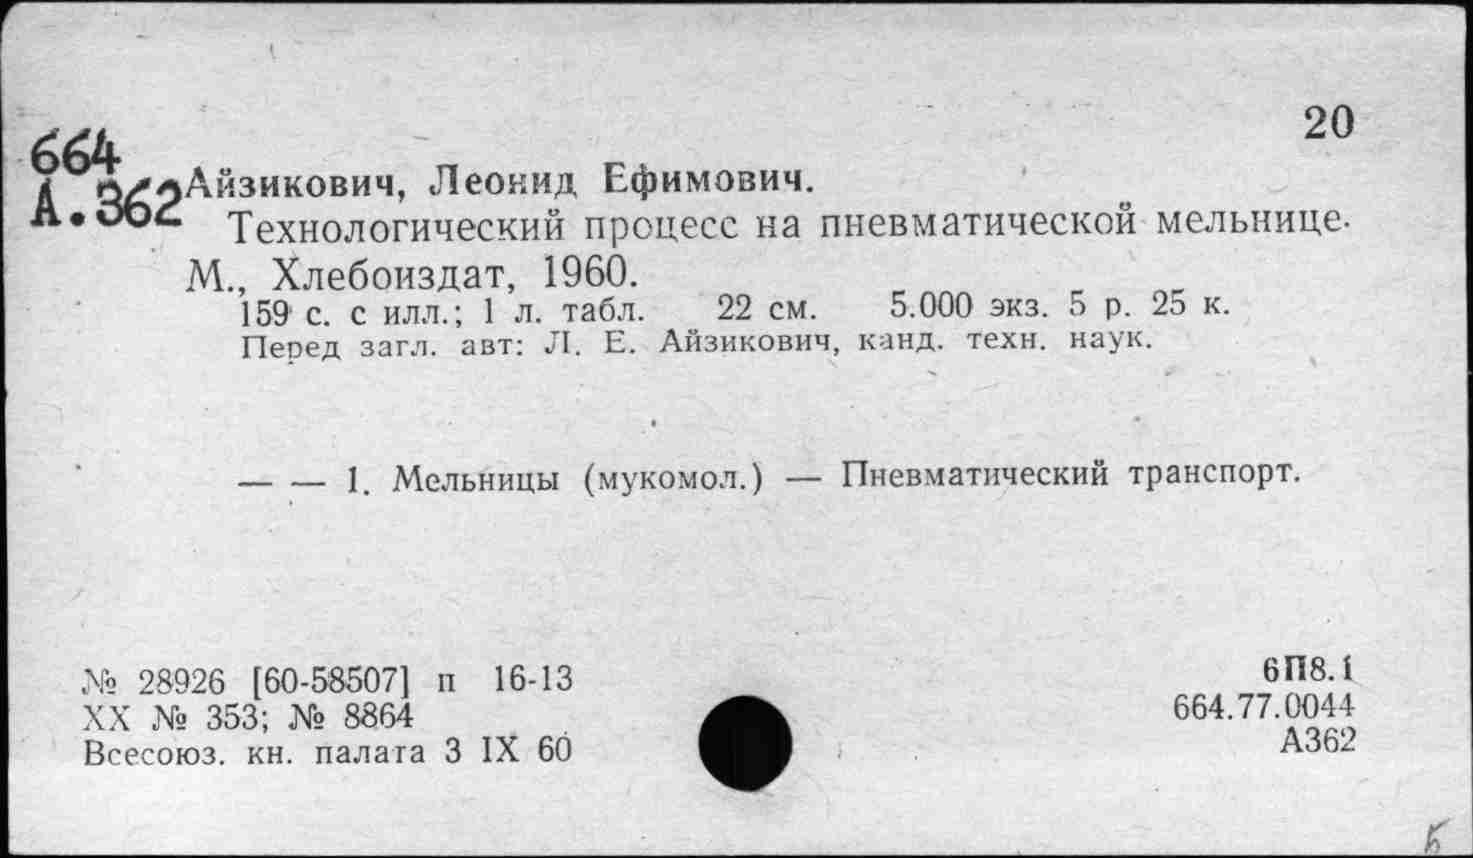 20
664
А.362
Айзикович, Леонид Ефимович.
Технологический процесс на пневматической мельнице.
М., Хлебоиздат, 1960.
159 с. с илл.; 1 л. табл. 22 см. 5.000 экз. 5 р. 25 к.
Перед загл. авт: Л. Е. Айзикович, канд. техн. наук.
— — 1. Мельницы (мукомол.) — Пневматический транспорт.
№ 28926 [60-58507] п 16-13
XX № 353; № 8864
Всесоюз. кн. палата 3 IX 60
6П8.1
664.77.0044
А362